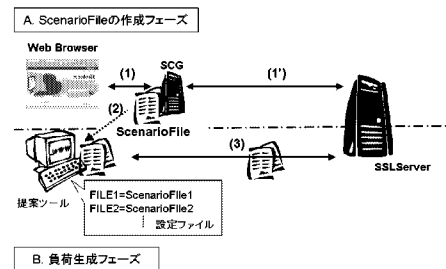 A. ScenarioFileの作成フェーズ
Web Browser
SCG
(1)
(1')
(2)
ScenarioFile
(3)
SSLServer
提案ツール
FILE1=ScenarioFIle1
FILE2=ScenarioFIle2
設定ファイル
B. 負荷生成フェーズ